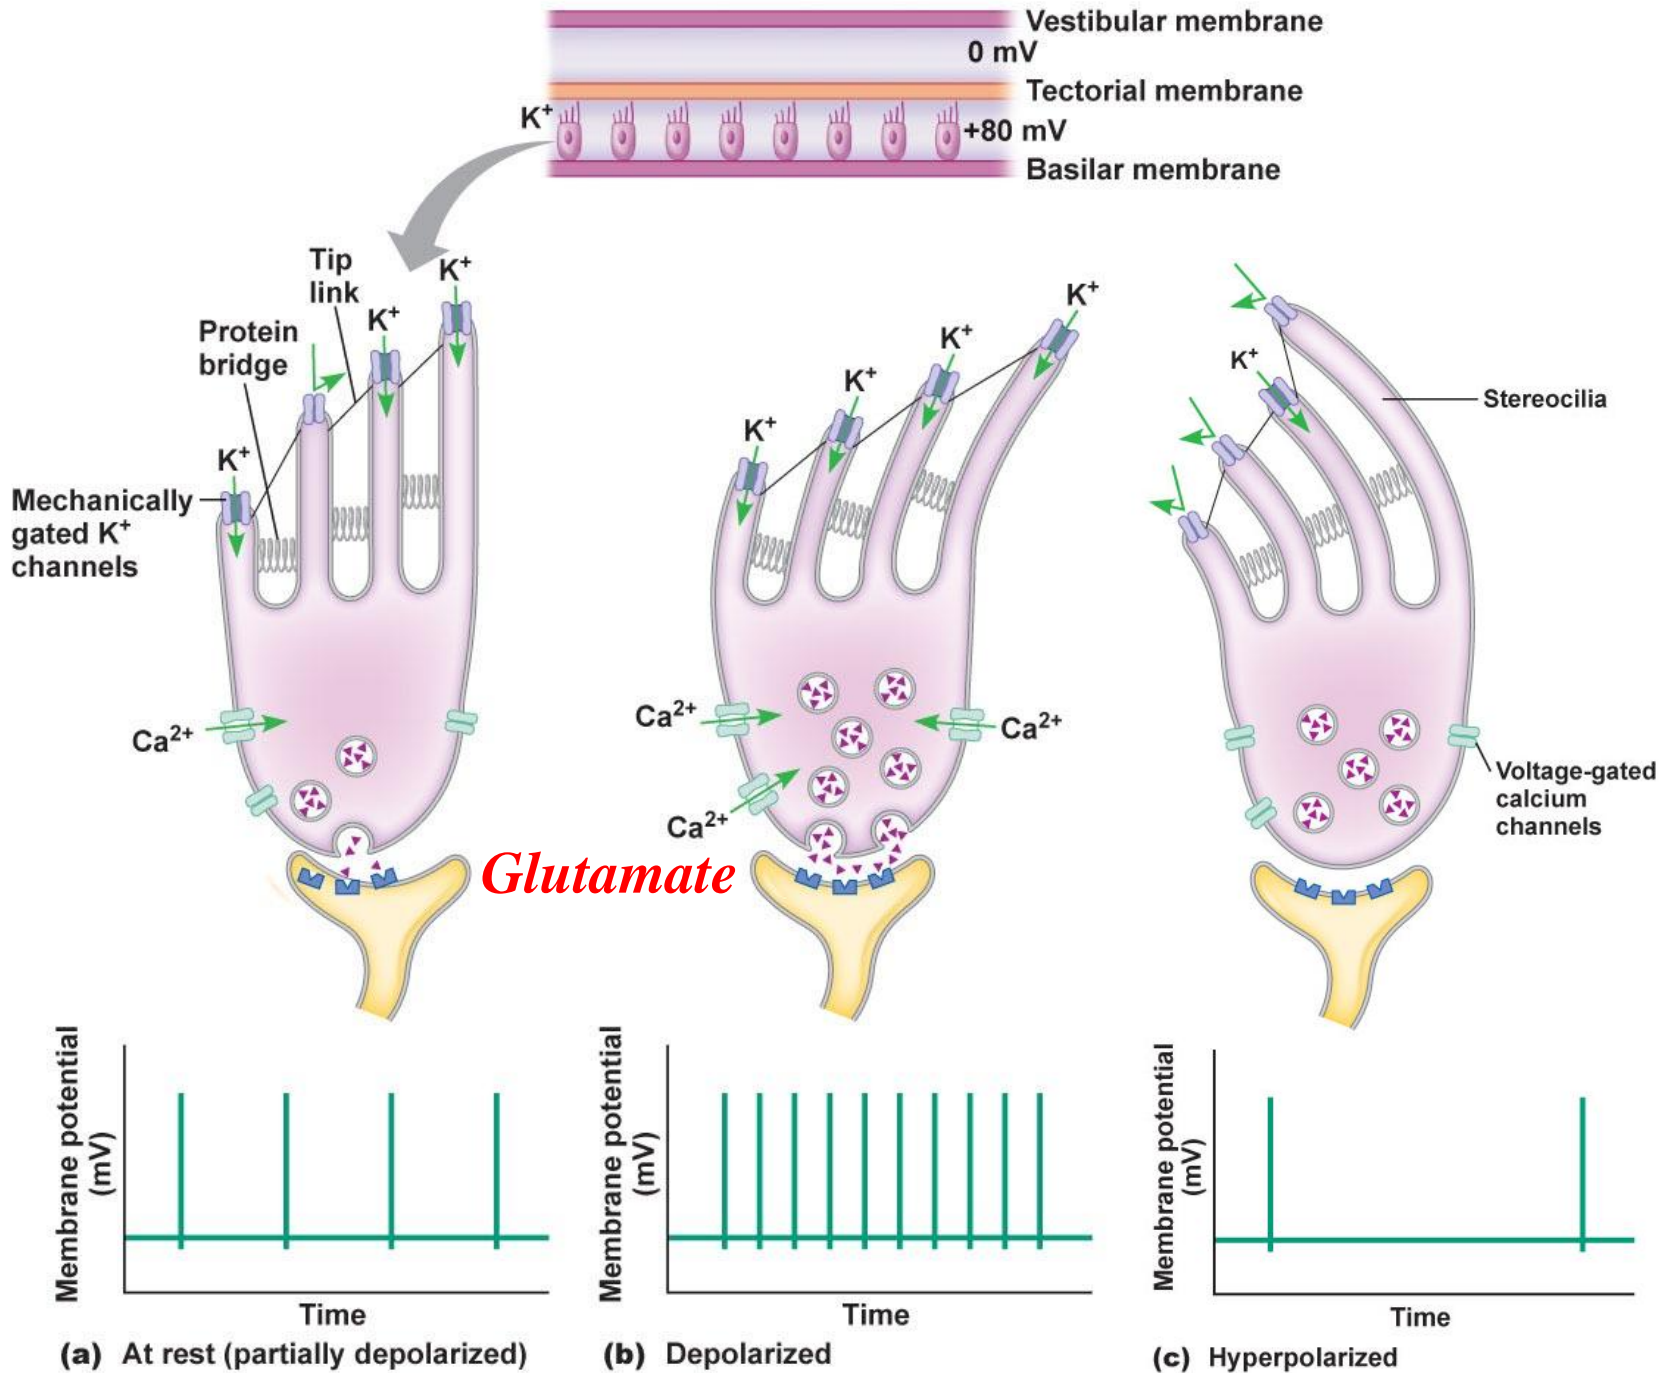 Vestibular membrane
0 mV
Tectorial membrane
K⁺
+80 mV
Basilar membrane
Tip
link
Protein
bridge
K⁺
K⁺
K⁺
Mechanically
gated K⁺
channels
Ca²⁺
K⁺
K⁺
K⁺
K⁺
Ca²⁺
Ca²⁺
Ca²⁺
K⁺
Stereocilia
Voltage-gated
calcium
channels
Glutamate
Membrane potential
(mV)
Time
(a) At rest (partially depolarized)
Membrane potential
(mV)
Time
(b) Depolarized
Membrane potential
(mV)
Time
(c) Hyperpolarized